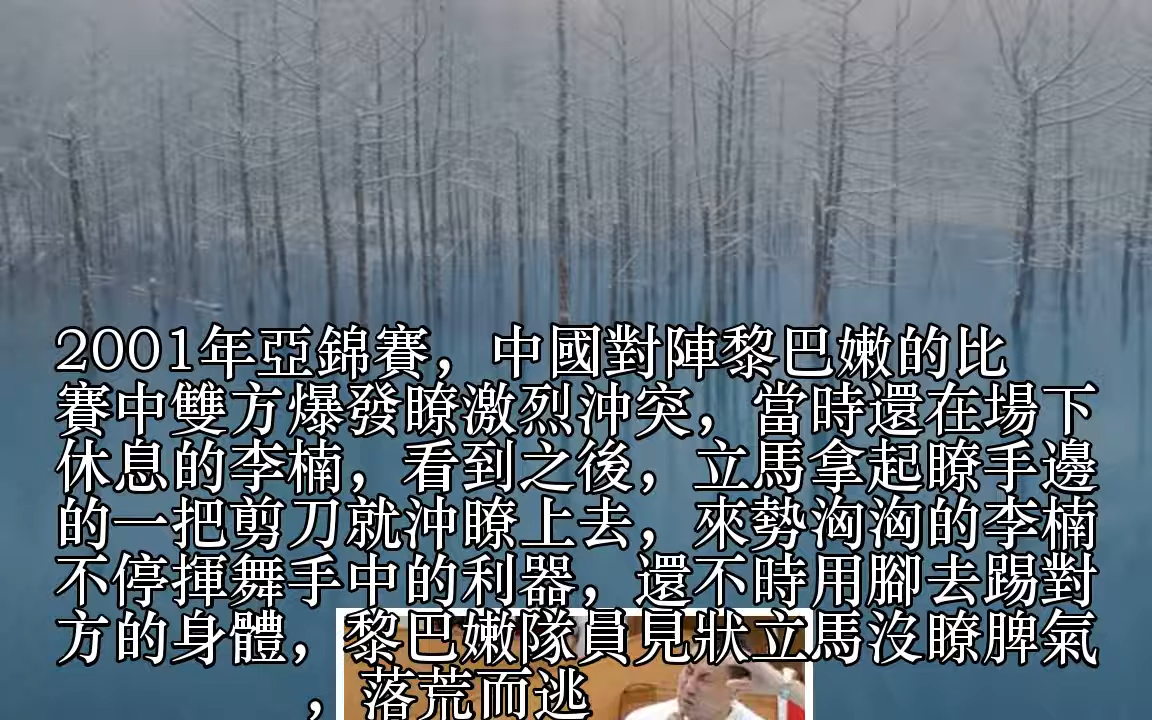 2001年亞錦賽，中國對陣黎巴嫩的比
賽中雙方爆發瞭激烈沖突，當時還在場下
休息的李楠，看到之後，立馬拿起瞭手邊
的一把剪刀就沖瞭上去，來勢洶洶的李楠
不停揮舞手中的利器，還不時用腳去踢對
方的身體，黎巴嫩隊員見狀立馬沒瞭脾氣
，落荒而逃